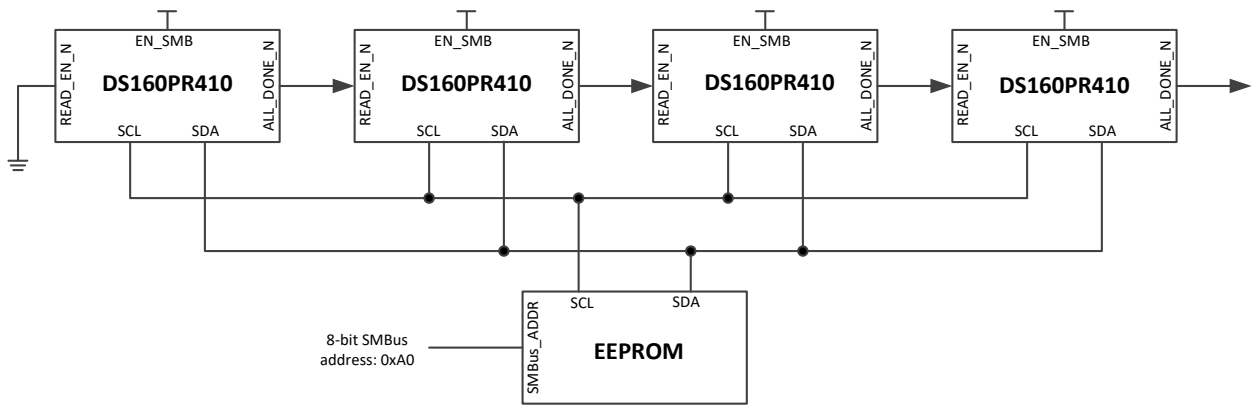 EN_SMB
READ_EN_N
DS160PR410
ALL_DONE_N
SCL
SDA
EN_SMB
READ_EN_N
DS160PR410
ALL_DONE_N
SCL
SDA
EN_SMB
READ_EN_N
DS160PR410
ALL_DONE_N
SCL
SDA
EN_SMB
READ_EN_N
DS160PR410
ALL_DONE_N
SCL
SDA
SCL
SDA
SMBus_ADDR
EEPROM
8-bit SMBus
address: 0xA0